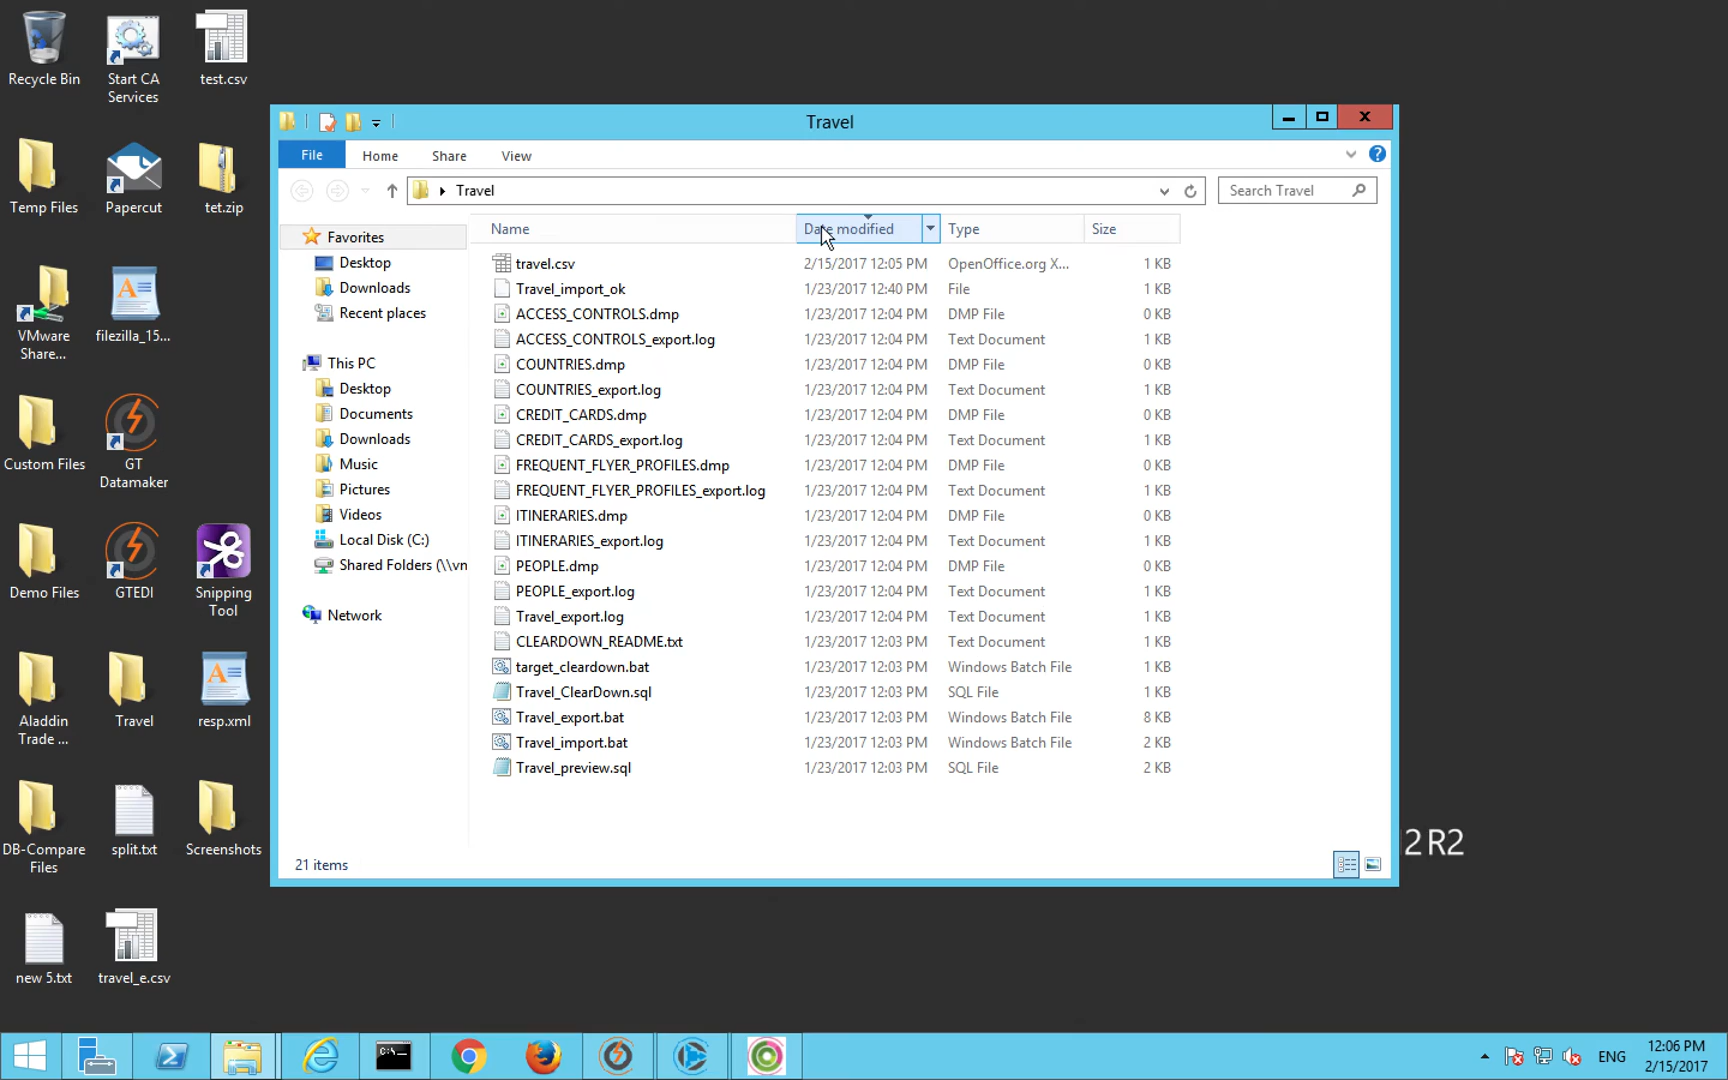 Recycle Bin
Start CA
Services
test.csv
Temp Files
Papercut
tet.zip
VMware
Share...
filezilla_15...
Custom Files
GT
Datamaker
Demo Files
GTEDI
Snipping
Tool
Aladdin
Trade ...
Travel
resp.xml
DB-Compare
Files
split.txt
Screenshots
new 5.txt
travel_e.csv
Travel
File
Home
Share
View
Travel
Search Travel
Favorites
Desktop
Downloads
Recent places
This PC
Desktop
Documents
Downloads
Music
Pictures
Videos
Local Disk (C:)
Shared Folders (\\vn
Network
Name Date modified Type Size
travel.csv 2/15/2017 12:05 PM OpenOffice.org X... 1 KB
Travel_import_ok 1/23/2017 12:40 PM File 1 KB
ACCESS_CONTROLS.dmp 1/23/2017 12:04 PM DMP File 0 KB
ACCESS_CONTROLS_export.log 1/23/2017 12:04 PM Text Document 1 KB
COUNTRIES.dmp 1/23/2017 12:04 PM DMP File 0 KB
COUNTRIES_export.log 1/23/2017 12:04 PM Text Document 1 KB
CREDIT_CARDS.dmp 1/23/2017 12:04 PM DMP File 0 KB
CREDIT_CARDS_export.log 1/23/2017 12:04 PM Text Document 1 KB
FREQUENT_FLYER_PROFILES.dmp 1/23/2017 12:04 PM DMP File 0 KB
FREQUENT_FLYER_PROFILES_export.log 1/23/2017 12:04 PM Text Document 1 KB
ITINERARIES.dmp 1/23/2017 12:04 PM DMP File 0 KB
ITINERARIES_export.log 1/23/2017 12:04 PM Text Document 1 KB
PEOPLE.dmp 1/23/2017 12:04 PM DMP File 0 KB
PEOPLE_export.log 1/23/2017 12:04 PM Text Document 1 KB
Travel_export.log 1/23/2017 12:04 PM Text Document 1 KB
CLEARDOWN_README.txt 1/23/2017 12:03 PM Text Document 1 KB
target_cleardown.bat 1/23/2017 12:03 PM Windows Batch File 1 KB
Travel_ClearDown.sql 1/23/2017 12:03 PM SQL File 1 KB
Travel_export.bat 1/23/2017 12:03 PM Windows Batch File 8 KB
Travel_import.bat 1/23/2017 12:03 PM Windows Batch File 2 KB
Travel_preview.sql 1/23/2017 12:03 PM SQL File 2 KB
21 items
2 R2
ENG
12:06 PM
2/15/2017